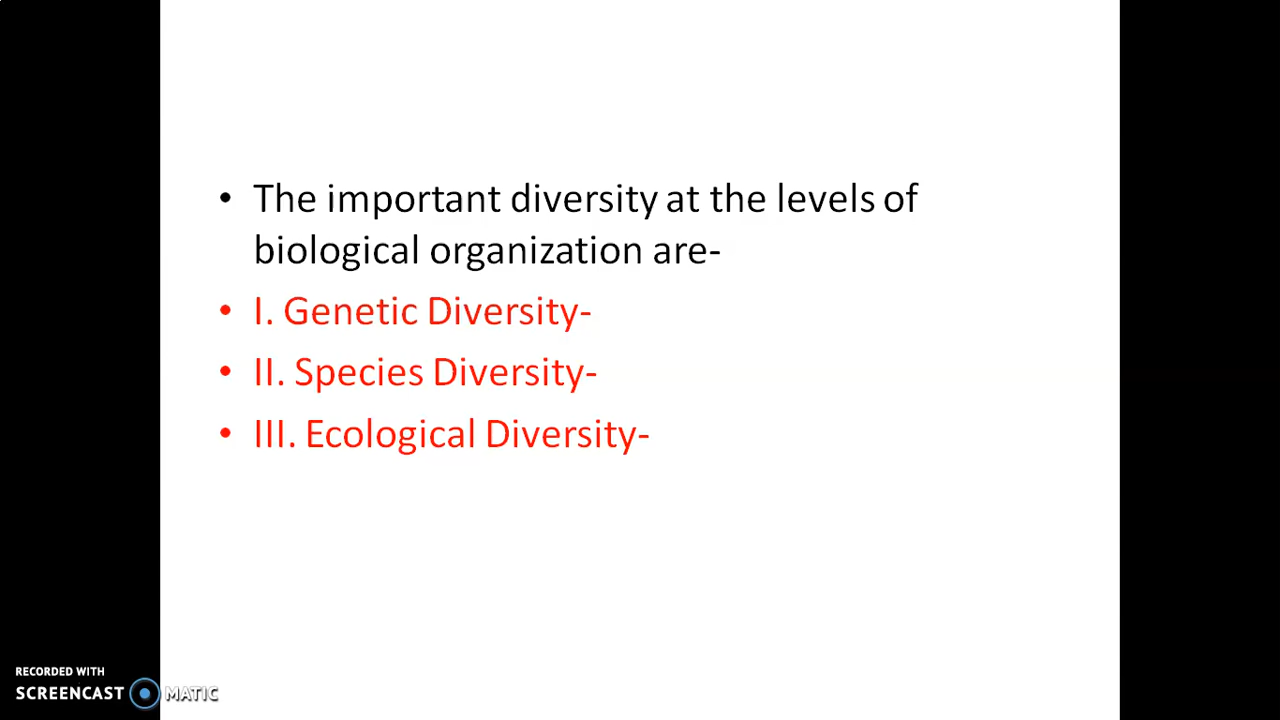 • The important diversity at the levels of
biological organization are-
• I. Genetic Diversity-
• II. Species Diversity-
• III. Ecological Diversity-
RECORDED WITH
SCREENCAST MATIC